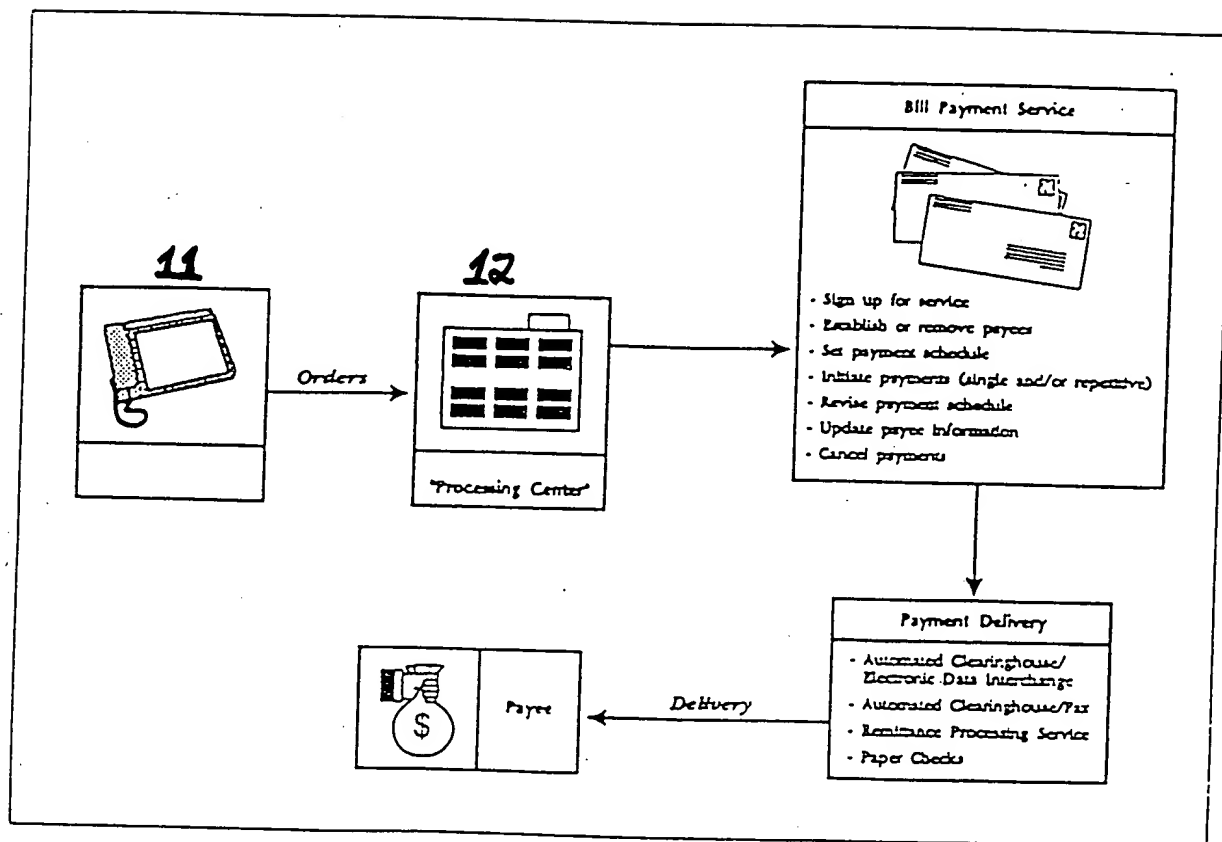 Bill Payment Service
11
12
- Sign up for service
- Establish or remove payees
- Set payment schedule
- Initiate payments (single and/or repetitive)
- Revise payment schedule
- Update payee information
- Cancel payments
Orders
"Processing Center"
Payment Delivery
- Automated Clearinghouse/
Electronic Data Interchange
- Automated Clearinghouse/Fax
- Remittance Processing Service
- Paper Checks
Delivery
$
Payee